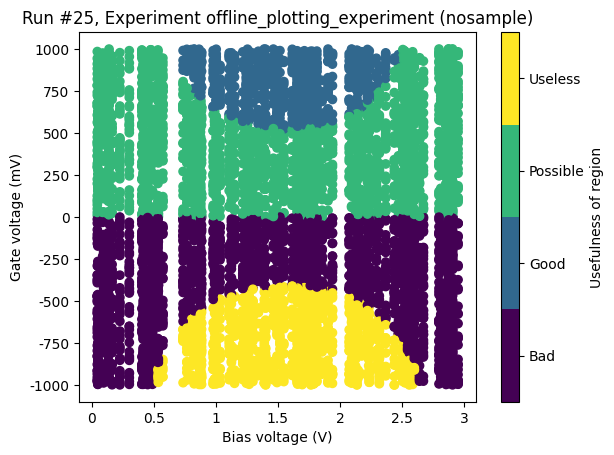 Run #25, Experiment offline_plotting_experiment (nosample)
1000
750
500
250
0
-250
-500
-750
-1000
Gate voltage (mV)
0 0.5 1 1.5 2 2.5 3
Bias voltage (V)
Useless
Possible
Good
Bad
Usefulness of region